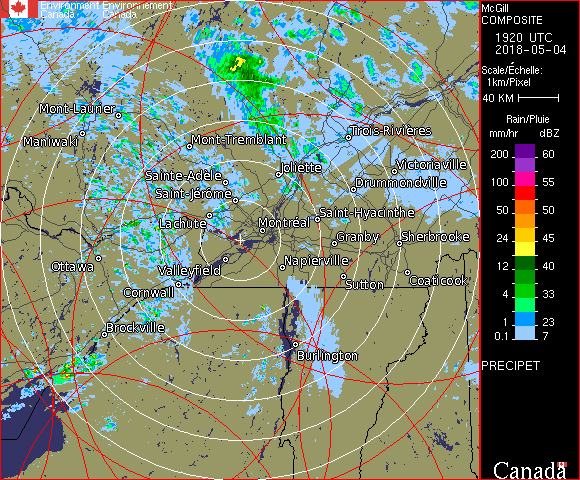 Environment Environnement
Canada Canada
McGill
COMPOSITE
1920 UTC
2018-05-04
Scale/Échelle:
1km/Pixel
40 KM
Rain/Pluie
mm/hr dBZ
200 60
150 57
100 55
50 50
24 45
12 40
4 33
1 23
0.1 7
PRECIPET
Canada
Mont-Laurier
Maniwaki
Mont-Tremblant
Trois-Rivières
Joliette
Victoriaville
Sainte-Adèle
Drummondville
Saint-Jérôme
Saint-Hyacinthe
Lachute
Montréal
Granby
Sherbrooke
Ottawa
Valleyfield
Napierville
Cornwall
Sutton
Coaticook
Brockville
Burlington